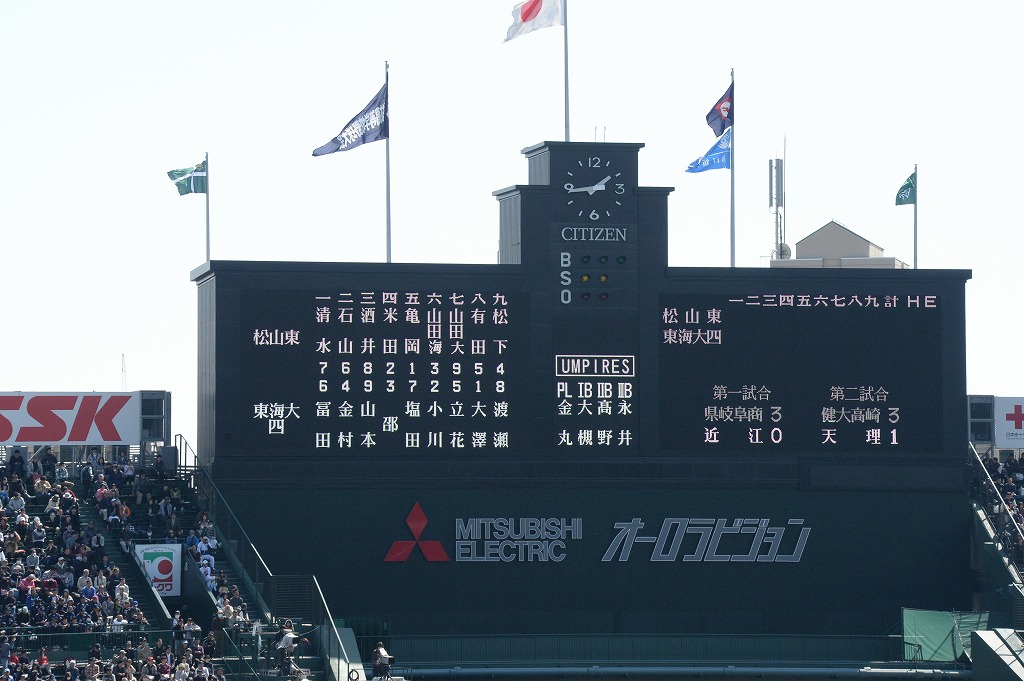 12
3
6
9
CITIZEN
B
S
O
一 二 三 四 五 六 七 八 九
松山東
清水 石山 酒井 米田 亀岡 山田海 山田大 有田 松下
7 6 8 2 1 3 9 5 4
6 4 9 3 7 2 5 1 8
東海大四
冨田 金村 山本 邵 塩田 小川 立花 大澤 渡瀬
UMPIRES
PL ⅠB ⅡB ⅢB
金丸 大槻 髙野 永井
一二三四五六七八九計 H E
松山東
東海大四
第一試合
県岐阜商 3
近江 0
第二試合
健大高崎 3
天理 1
SSK
MITSUBISHI ELECTRIC
オーロラビジョン